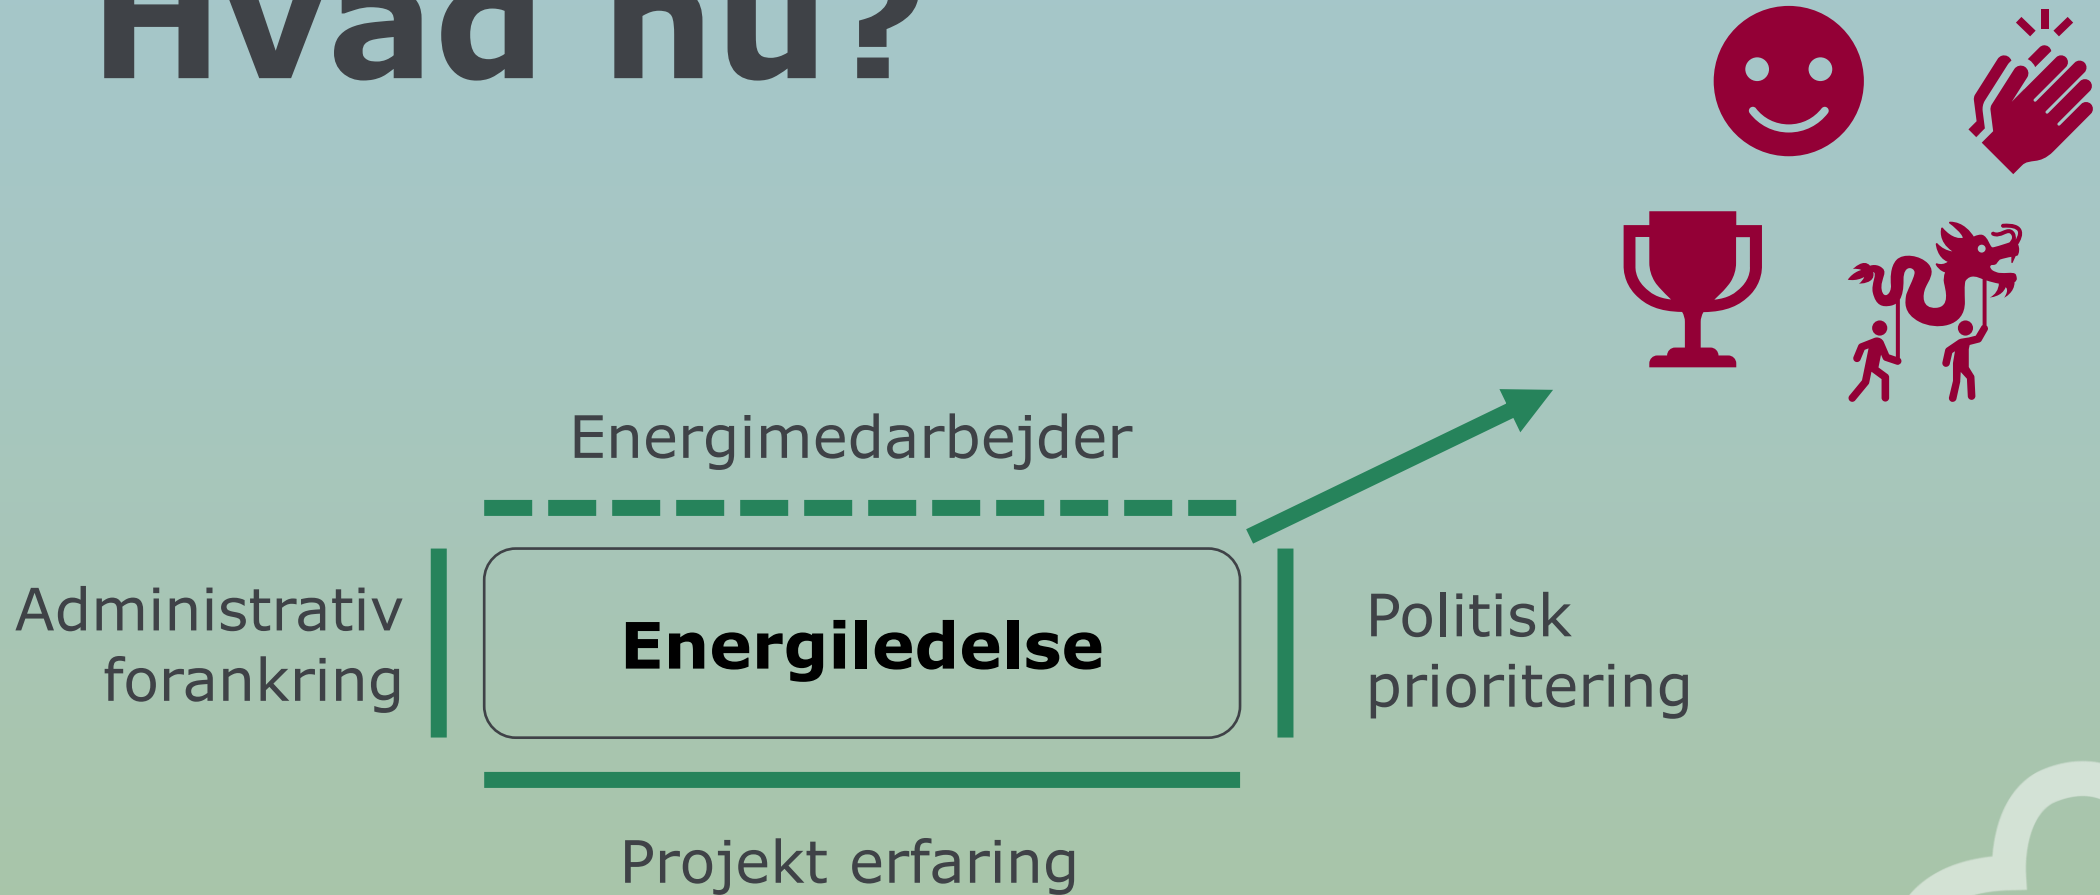 Hvad nu?
Energimedarbejder
Administrativ
forankring
Energiledelse
Politisk
prioritering
Projekt erfaring